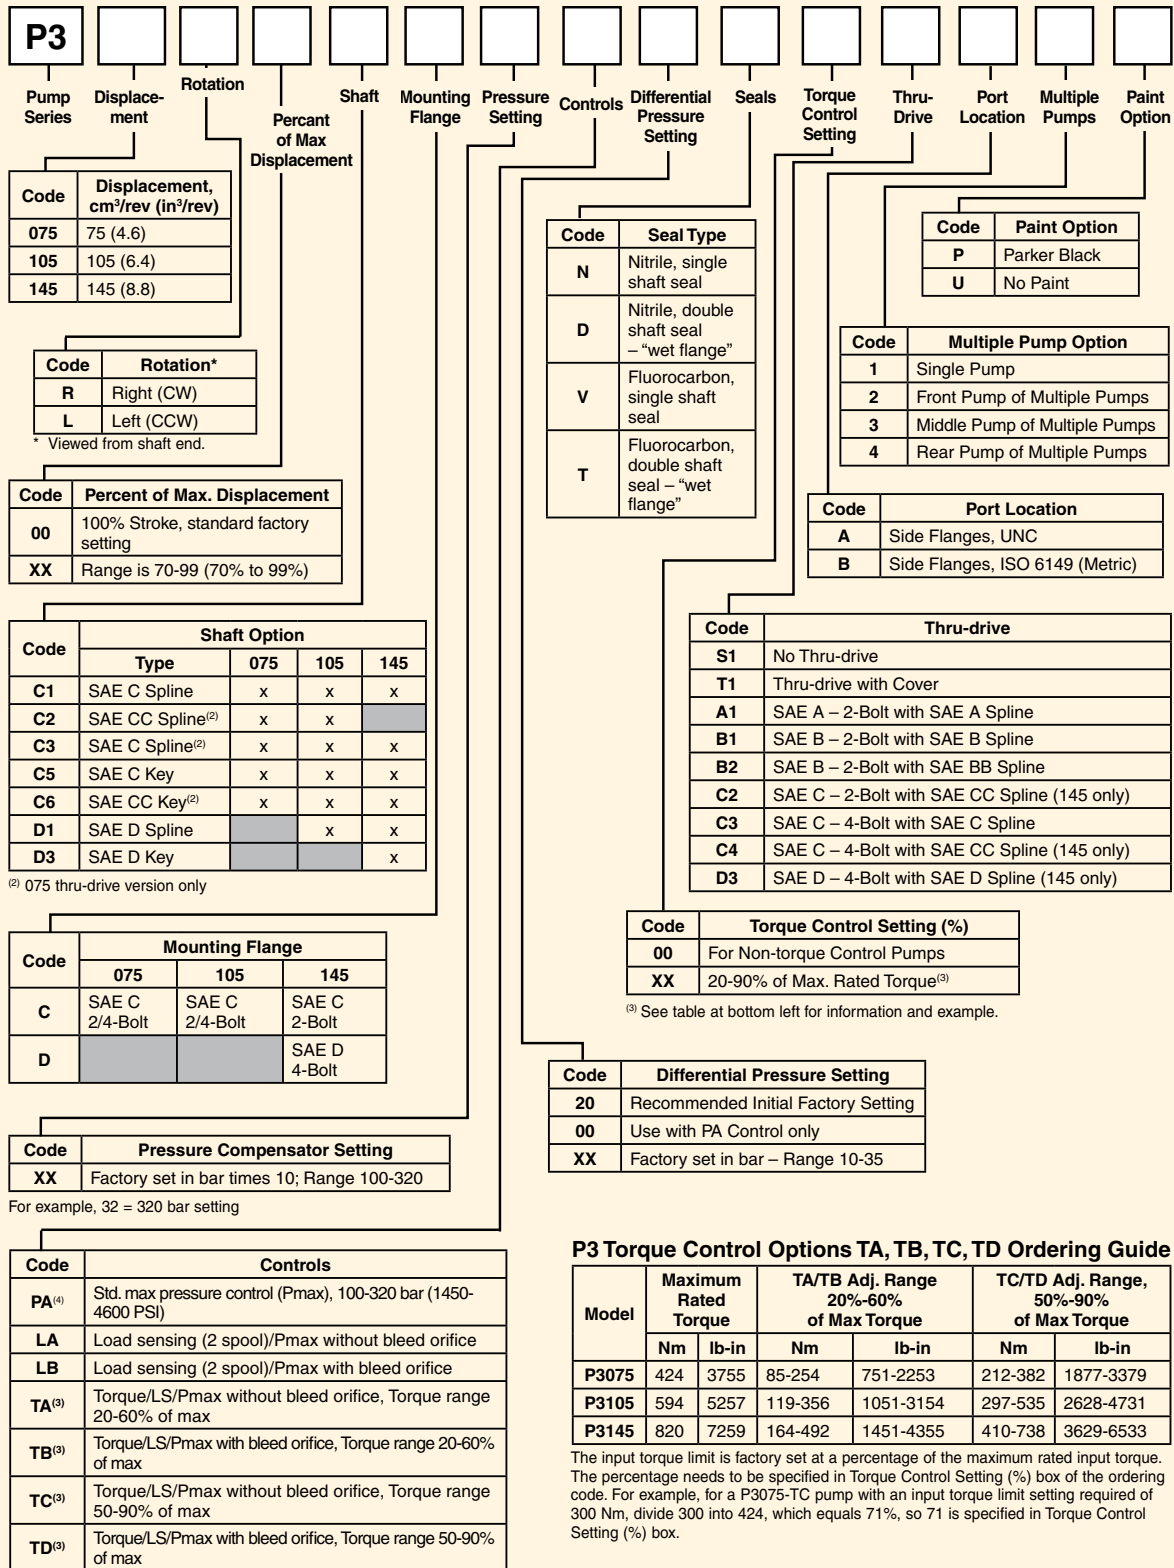 P3
Pump Series
Displace-ment
Rotation
Percent of Max Displacement
Shaft
Mounting Flange
Pressure Setting
Controls
Differential Pressure Setting
Seals
Torque Control Setting
Thru-Drive
Port Location
Multiple Pumps
Paint Option
Code Displacement, cm³/rev (in³/rev)
075 75 (4.6)
105 105 (6.4)
145 145 (8.8)
Code Rotation*
R Right (CW)
L Left (CCW)
* Viewed from shaft end.
Code Percent of Max. Displacement
00 100% Stroke, standard factory setting
XX Range is 70-99 (70% to 99%)
Code Shaft Option
Type 075 105 145
C1 SAE C Spline x x x
C2 SAE CC Spline(2) x x
C3 SAE C Spline(2) x x x
C5 SAE C Key x x x
C6 SAE CC Key(2) x x x
D1 SAE D Spline x x
D3 SAE D Key x
(2) 075 thru-drive version only
Code Mounting Flange
075 105 145
C SAE C 2/4-Bolt SAE C 2/4-Bolt SAE C 2-Bolt
D SAE D 4-Bolt
Code Pressure Compensator Setting
XX Factory set in bar times 10; Range 100-320
For example, 32 = 320 bar setting
Code Controls
PA(4) Std. max pressure control (Pmax), 100-320 bar (1450-4600 PSI)
LA Load sensing (2 spool)/Pmax without bleed orifice
LB Load sensing (2 spool)/Pmax with bleed orifice
TA(3) Torque/LS/Pmax without bleed orifice, Torque range 20-60% of max
TB(3) Torque/LS/Pmax with bleed orifice, Torque range 20-60% of max
TC(3) Torque/LS/Pmax without bleed orifice, Torque range 50-90% of max
TD(3) Torque/LS/Pmax with bleed orifice, Torque range 50-90% of max
Code Seal Type
N Nitrile, single shaft seal
D Nitrile, double shaft seal – “wet flange”
V Fluorocarbon, single shaft seal
T Fluorocarbon, double shaft seal – “wet flange”
Code Paint Option
P Parker Black
U No Paint
Code Multiple Pump Option
1 Single Pump
2 Front Pump of Multiple Pumps
3 Middle Pump of Multiple Pumps
4 Rear Pump of Multiple Pumps
Code Port Location
A Side Flanges, UNC
B Side Flanges, ISO 6149 (Metric)
Code Thru-drive
S1 No Thru-drive
T1 Thru-drive with Cover
A1 SAE A – 2-Bolt with SAE A Spline
B1 SAE B – 2-Bolt with SAE B Spline
B2 SAE B – 2-Bolt with SAE BB Spline
C2 SAE C – 2-Bolt with SAE CC Spline (145 only)
C3 SAE C – 4-Bolt with SAE C Spline
C4 SAE C – 4-Bolt with SAE CC Spline (145 only)
D3 SAE D – 4-Bolt with SAE D Spline (145 only)
Code Torque Control Setting (%)
00 For Non-torque Control Pumps
XX 20-90% of Max. Rated Torque(3)
(3) See table at bottom left for information and example.
Code Differential Pressure Setting
20 Recommended Initial Factory Setting
00 Use with PA Control only
XX Factory set in bar – Range 10-35
P3 Torque Control Options TA, TB, TC, TD Ordering Guide
Model Maximum Rated Torque TA/TB Adj. Range 20%-60% of Max Torque TC/TD Adj. Range, 50%-90% of Max Torque
Nm lb-in Nm lb-in Nm lb-in
P3075 424 3755 85-254 751-2253 212-382 1877-3379
P3105 594 5257 119-356 1051-3154 297-535 2628-4731
P3145 820 7259 164-492 1451-4355 410-738 3629-6533
The input torque limit is factory set at a percentage of the maximum rated input torque.
The percentage needs to be specified in Torque Control Setting (%) box of the ordering
code. For example, for a P3075-TC pump with an input torque limit setting required of
300 Nm, divide 300 into 424, which equals 71%, so 71 is specified in Torque Control
Setting (%) box.